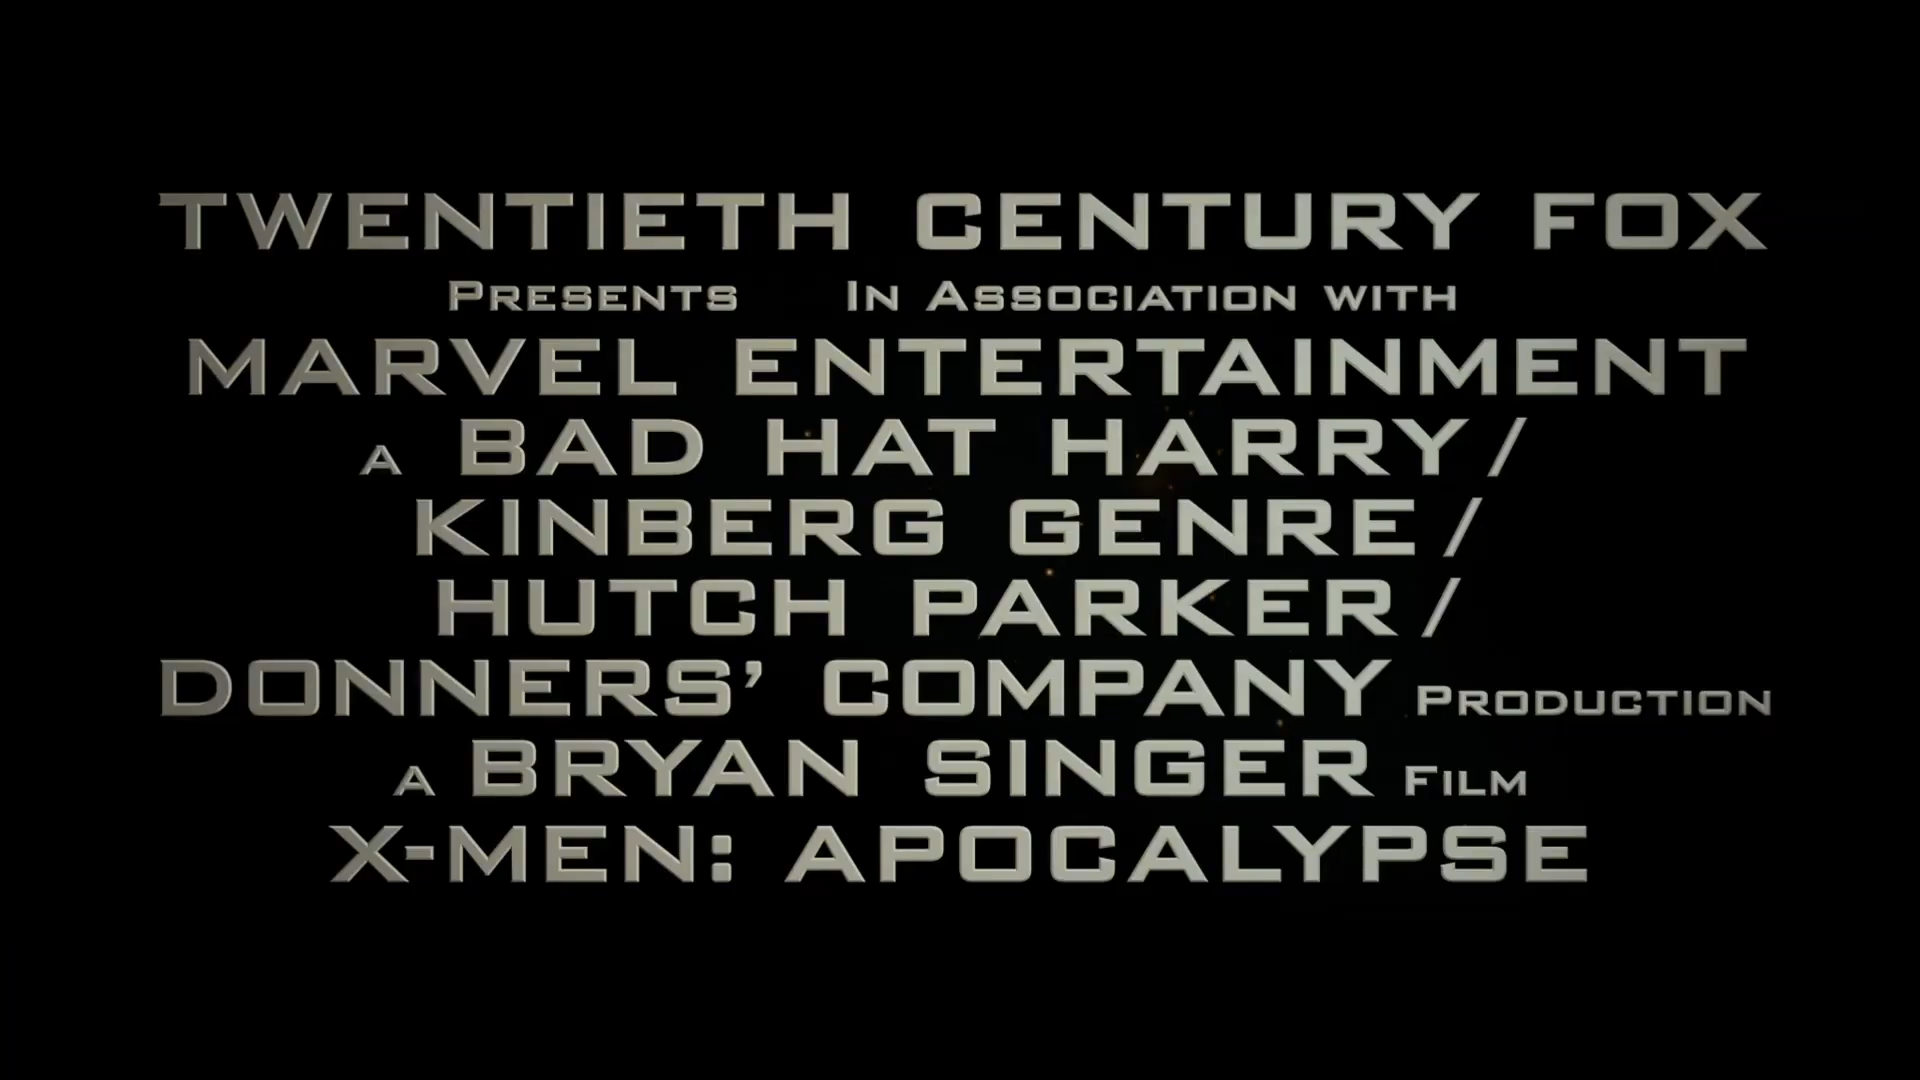 TWENTIETH CENTURY FOX
PRESENTS IN ASSOCIATION WITH
MARVEL ENTERTAINMENT
A BAD HAT HARRY /
KINBERG GENRE /
HUTCH PARKER /
DONNERS’ COMPANY PRODUCTION
A BRYAN SINGER FILM
X-MEN: APOCALYPSE